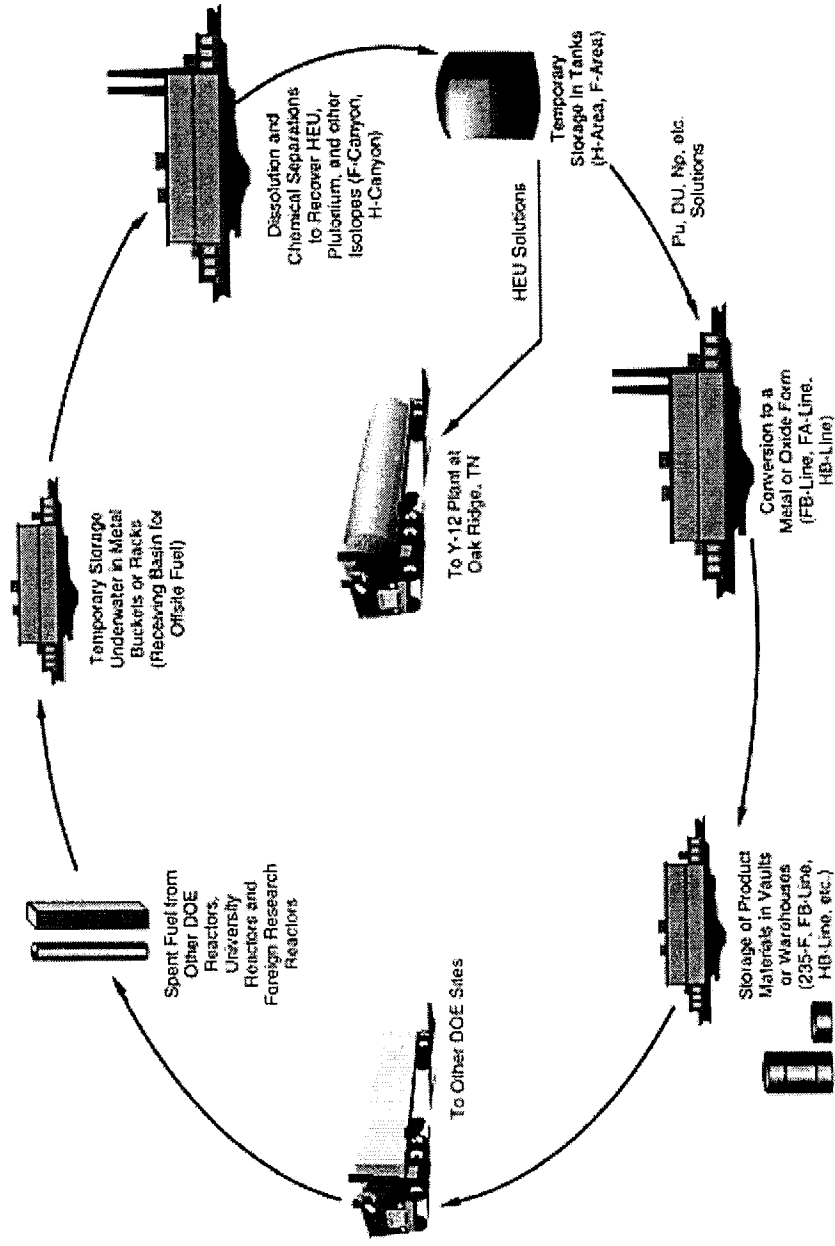 Spent Fuel from
Other DOE
Reactors,
University
Reactors and
Foreign Research
Reactors
Temporary Storage
Underwater in Metal
Buckets or Racks
(Receiving Basin for
Offsite Fuel)
Dissolution and
Chemical Separations
to Recover HEU,
Plutonium, and other
Isotopes (F-Canyon,
H-Canyon)
Temporary
Storage In Tanks
(H-Area, F-Area)
HEU Solutions
To Y-12 Plant at
Oak Ridge, TN
Pu, DU, Np, etc.
Solutions
Conversion to a
Metal or Oxide Form
(FB-Line, FA-Line,
HB-Line)
Storage of Product
Materials in Vaults
or Warehouses
(235-F, FB-Line,
HB-Line, etc.)
To Other DOE Sites